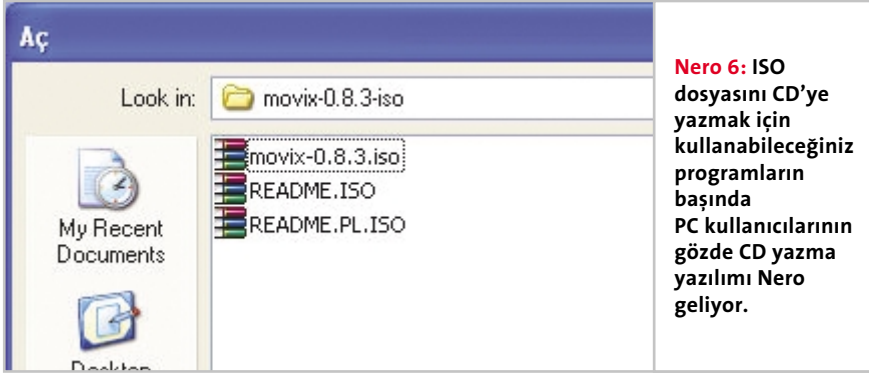 Aç
Look in:
movix-0.8.3-iso
movix-0.8.3.iso
README.ISO
README.PL.ISO
My Recent
Documents
Desktop
Nero 6: ISO
dosyasını CD’ye
yazmak için
kullanabileceğiniz
programların
başında
PC kullanıcılarının
gözde CD yazma
yazılımı Nero
geliyor.